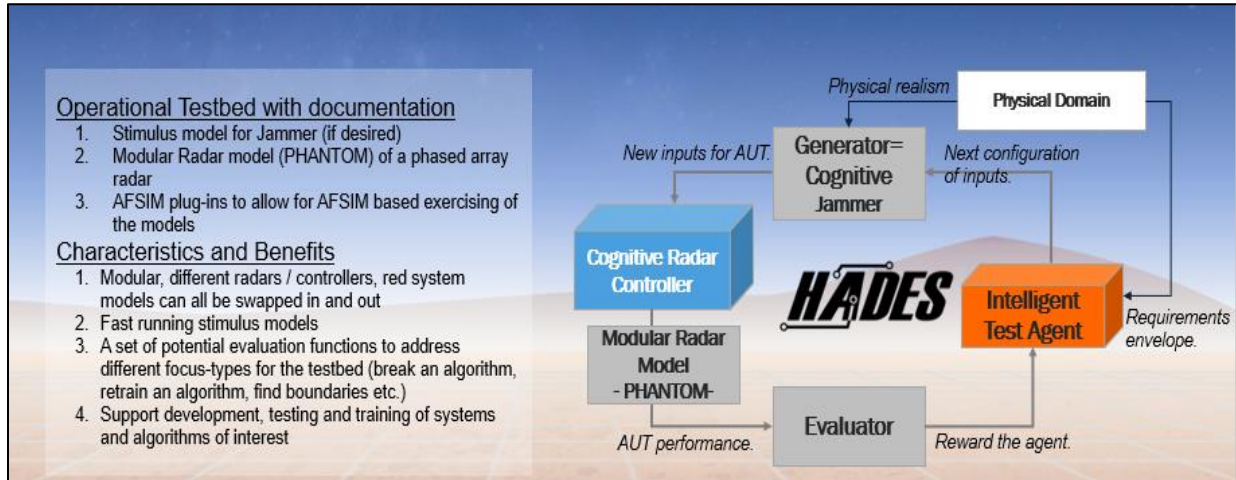 Operational Testbed with documentation
1. Stimulus model for Jammer (if desired)
2. Modular Radar model (PHANTOM) of a phased array
radar
3. AFSIM plug-ins to allow for AFSIM based exercising of
the models
Characteristics and Benefits
1. Modular, different radars / controllers, red system
models can all be swapped in and out
2. Fast running stimulus models
3. A set of potential evaluation functions to address
different focus-types for the testbed (break an algorithm,
retrain an algorithm, find boundaries etc.)
4. Support development, testing and training of systems
and algorithms of interest
Physical realism
Physical Domain
New inputs for AUT.
Generator=
Cognitive
Jammer
Next configuration
of inputs.
Cognitive Radar
Controller
HADES
Intelligent
Test Agent
Requirements
envelope.
Modular Radar
Model
- PHANTOM-
Evaluator
AUT performance.
Reward the agent.